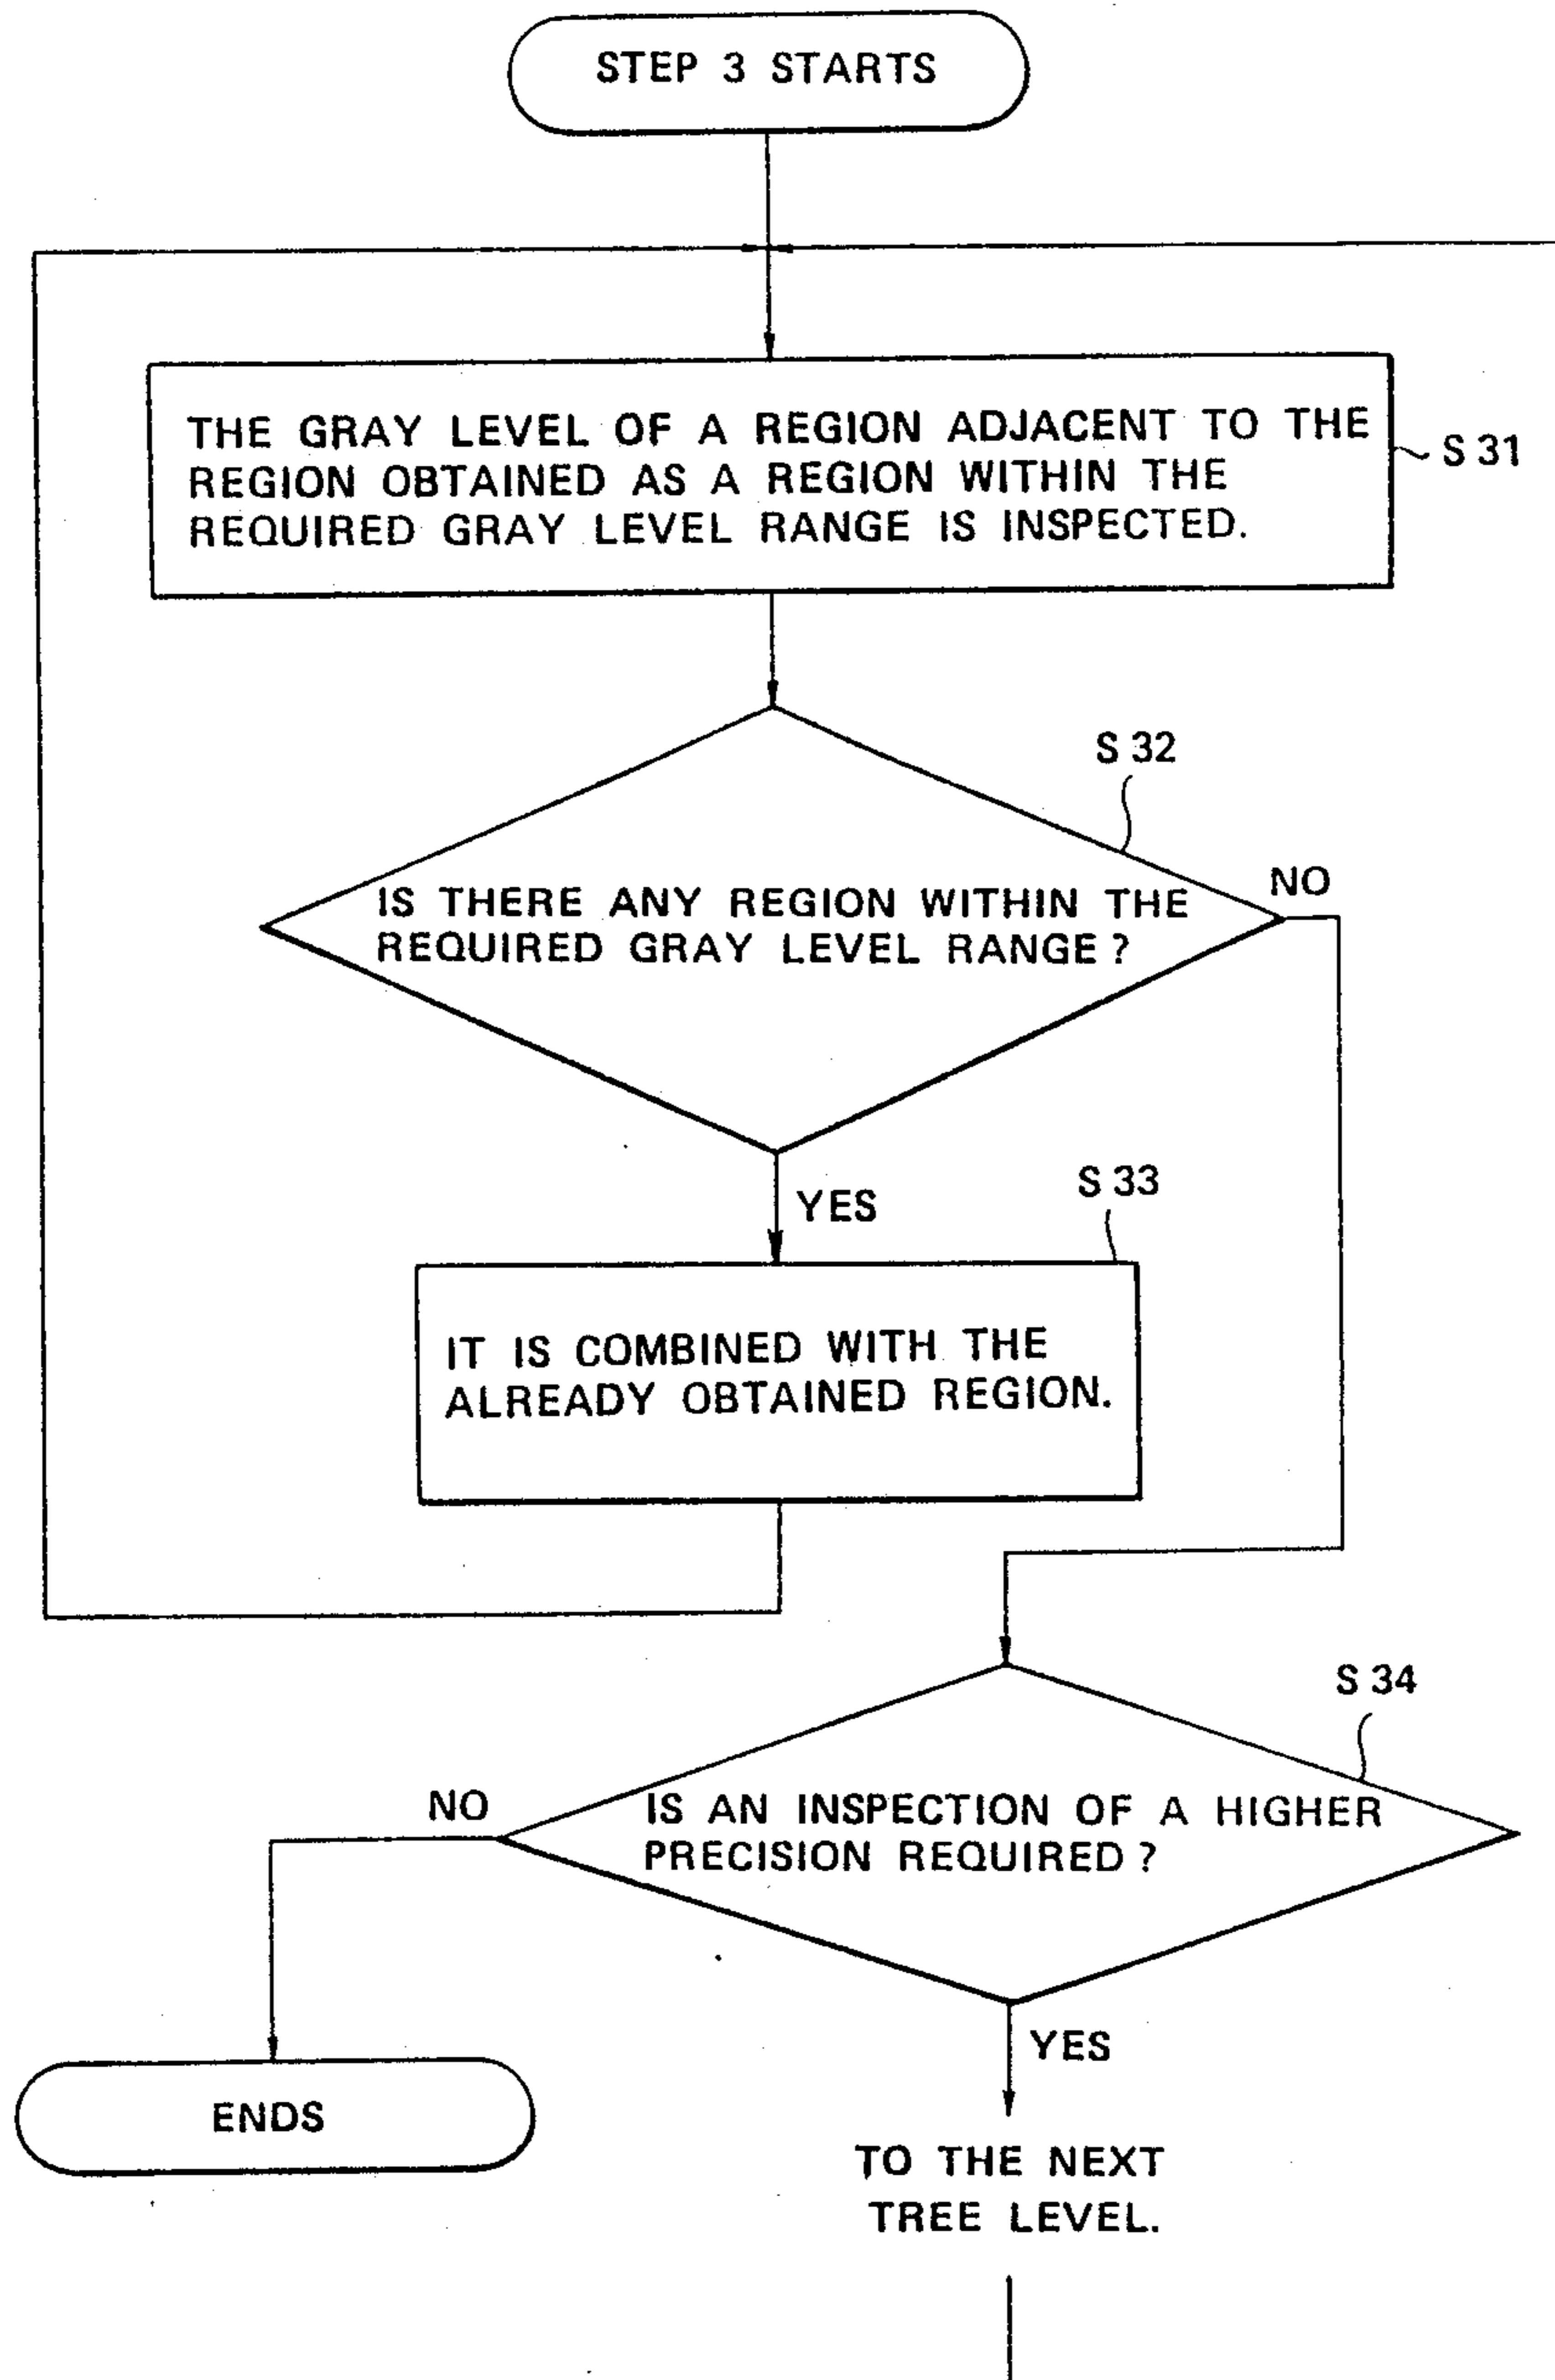 STEP 3 STARTS
THE GRAY LEVEL OF A REGION ADJACENT TO THE
REGION OBTAINED AS A REGION WITHIN THE
REQUIRED GRAY LEVEL RANGE IS INSPECTED.
S 31
S 32
IS THERE ANY REGION WITHIN THE
REQUIRED GRAY LEVEL RANGE ?
NO
YES
S 33
IT IS COMBINED WITH THE
ALREADY OBTAINED REGION.
S 34
IS AN INSPECTION OF A HIGHER
PRECISION REQUIRED ?
NO
YES
ENDS
TO THE NEXT
TREE LEVEL.